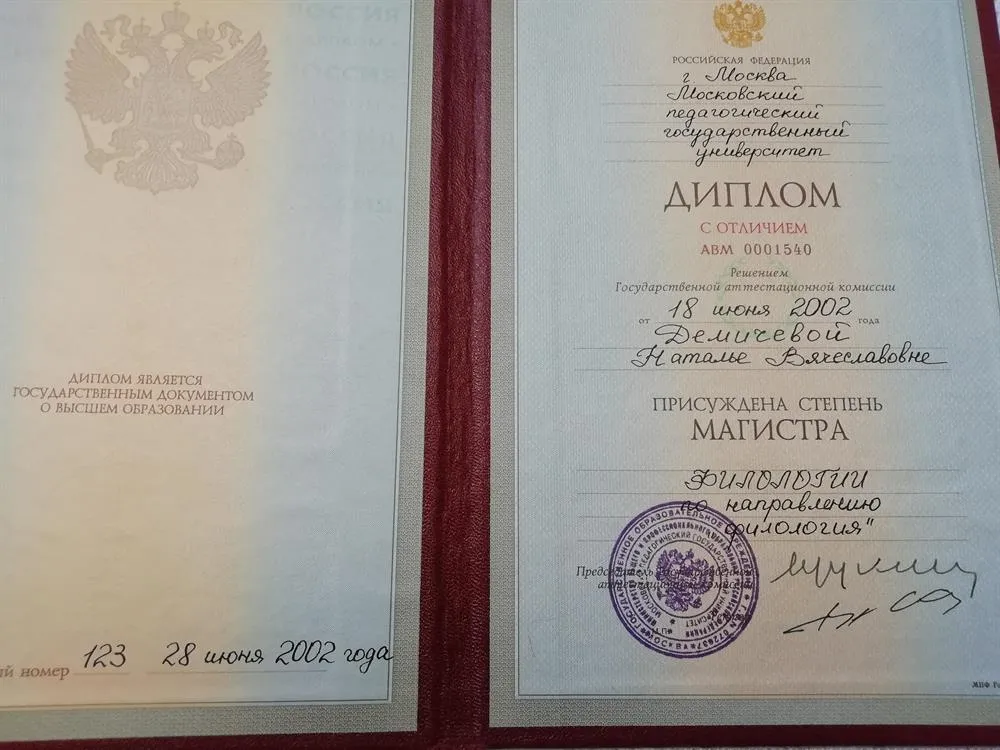 ДИПЛОМ ЯВЛЯЕТСЯ
ГОСУДАРСТВЕННЫМ ДОКУМЕНТОМ
О ВЫСШЕМ ОБРАЗОВАНИИ
номер 123 28 июня 2002 года
РОССИЙСКАЯ ФЕДЕРАЦИЯ
г. Москва
Московский
педагогический
государственный
университет
ДИПЛОМ
С ОТЛИЧИЕМ
АВМ 0001540
Решением
Государственной аттестационной комиссии
от 18 июня 2002 года
Демичевой
Наталье Вячеславовне
ПРИСУЖДЕНА СТЕПЕНЬ
МАГИСТРА
ФИЛОЛОГИИ
по направлению
филология"